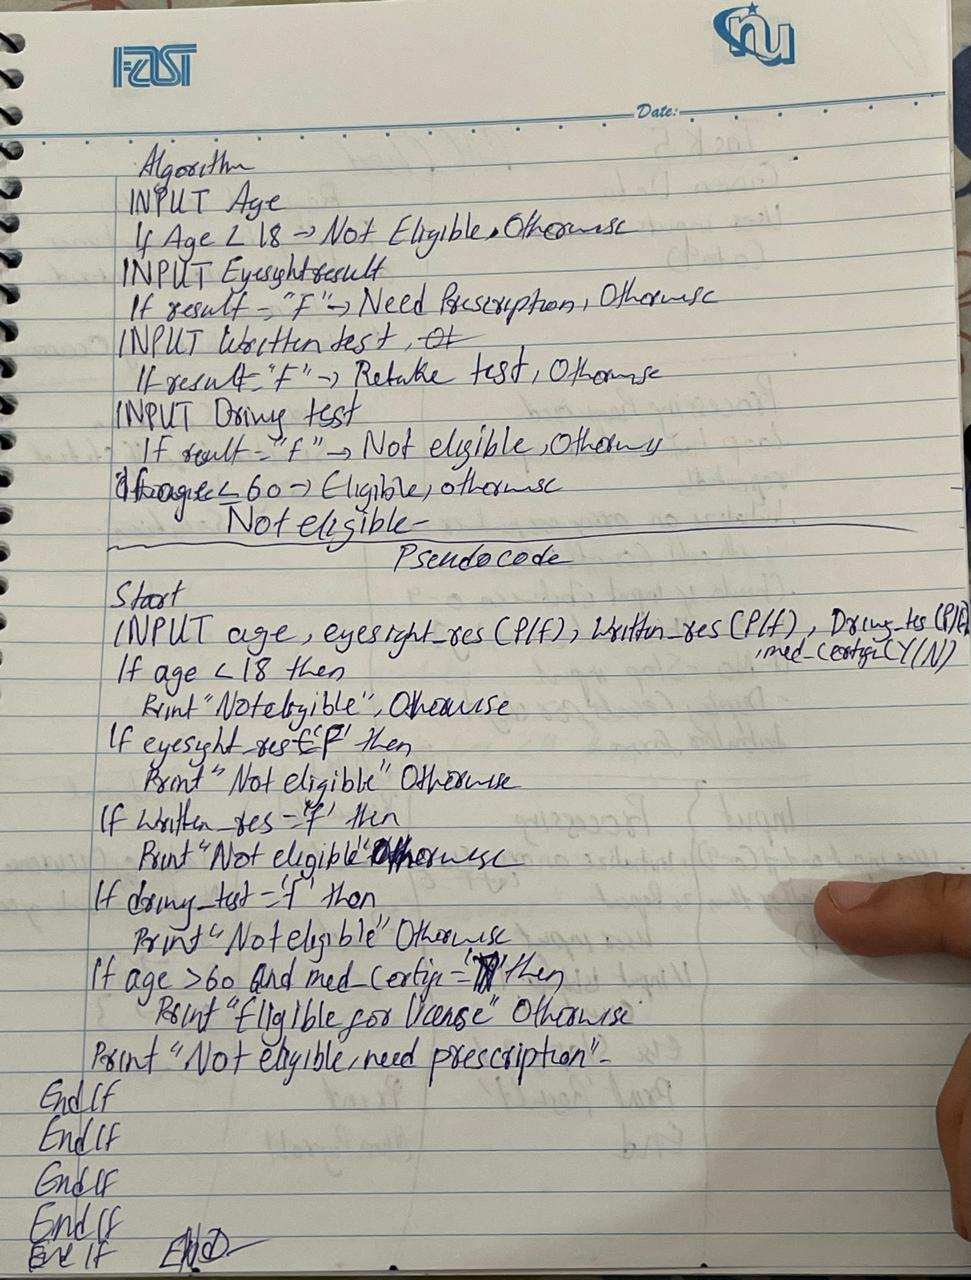 FAST nu
Date:
Algorithm
INPUT Age
If Age < 18 → Not Eligible, Otherwise
INPUT Eyesight result
If result = "F" → Need Prescription, Otherwise
INPUT Written test, Ot
If result = "F" → Retake test, Otherwise
INPUT Driving test
If result = "f" → Not eligible, Otherwise
If age < 60 → Eligible, otherwise
Not eligible-
Pseudocode
Start
INPUT age, eyesight_res (P/f), Written_res (P/f), Driving_tes (P/F)
, med_certifi (Y/N)
If age < 18 then
Print "Not eligible", Otherwise
If eyesight_res = 'F' then
Print "Not eligible" Otherwise
If Written_res = 'f' then
Print "Not eligible" Otherwise
If driving_test = 'f' then
Print "Not eligible" Otherwise
If age > 60 And med_certifi = then
Print "Eligible for license" Otherwise
Print "Not eligible, need prescription"-
End If
End If
End If
End If
End If END